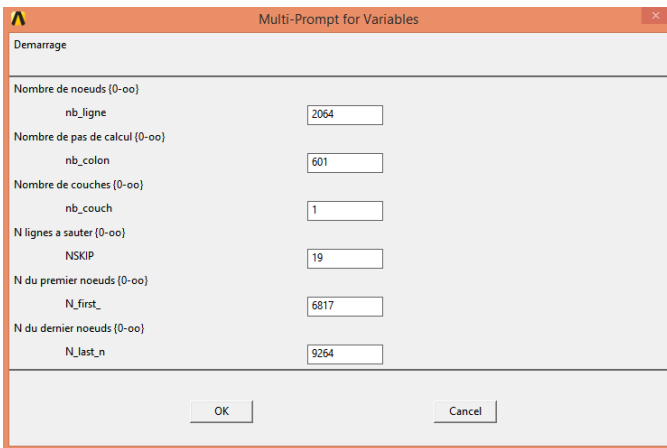 Multi-Prompt for Variables
Demarrage
Nombre de noeuds {0-oo}
nb_ligne 2064
Nombre de pas de calcul {0-oo}
nb_colon 601
Nombre de couches {0-oo}
nb_couch 1
N lignes a sauter {0-oo}
NSKIP 19
N du premier noeuds {0-oo}
N_first_ 6817
N du dernier noeuds {0-oo}
N_last_n 9264
OK Cancel